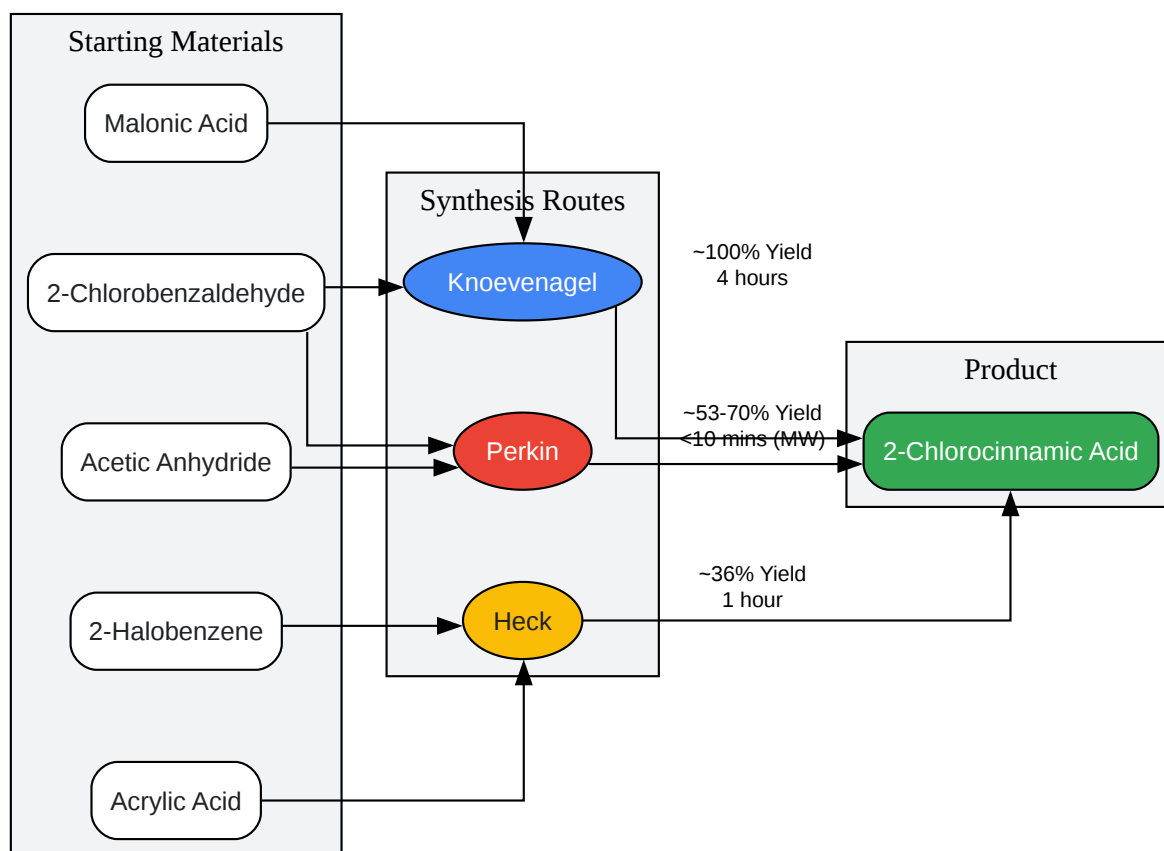 Starting Materials
Malonic Acid
2-Chlorobenzaldehyde
Acetic Anhydride
2-Halobenzene
Acrylic Acid
Synthesis Routes
Knoevenagel
Perkin
Heck
~100% Yield
4 hours
~53-70% Yield
<10 mins (MW)
~36% Yield
1 hour
Product
2-Chlorocinnamic Acid